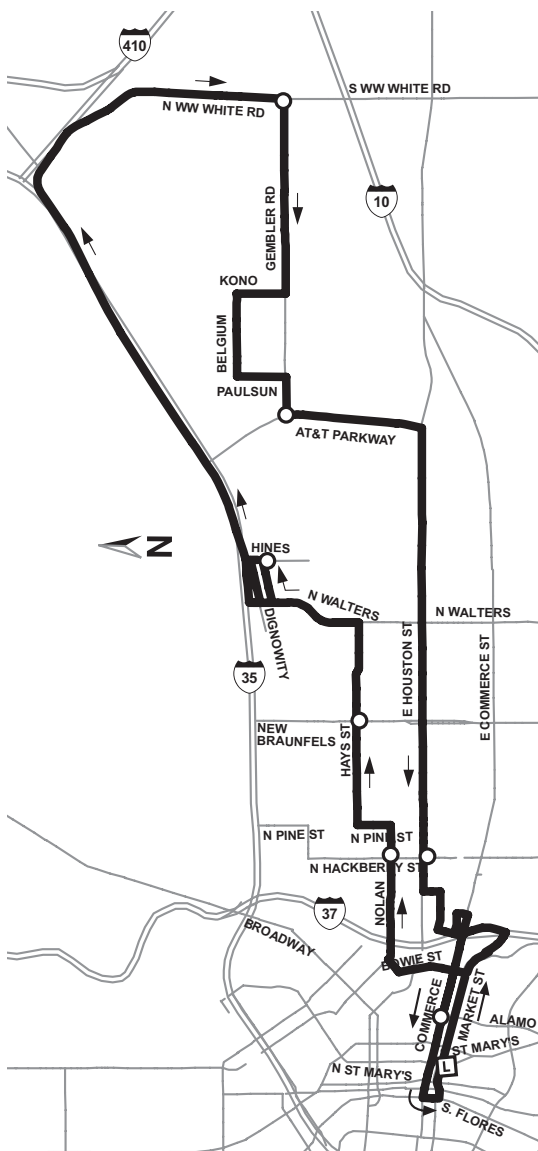 410
S WW WHITE RD
N WW WHITE RD
10
GEMBLER RD
KONO
BELGIUM
PAULSUN
AT&T PARKWAY
N
HINES
N WALTERS
N WALTERS
DIGNOWITY
E HOUSTON ST
E COMMERCE ST
35
NEW
BRAUNFELS
HAYS ST
N PINE ST
N PINE ST
N HACKBERRY ST
NOLAN
37
BROADWAY
BOWIE ST
COMMERCE
MARKET ST
ALAMO
ST MARY'S
L
N ST MARY'S
S. FLORES